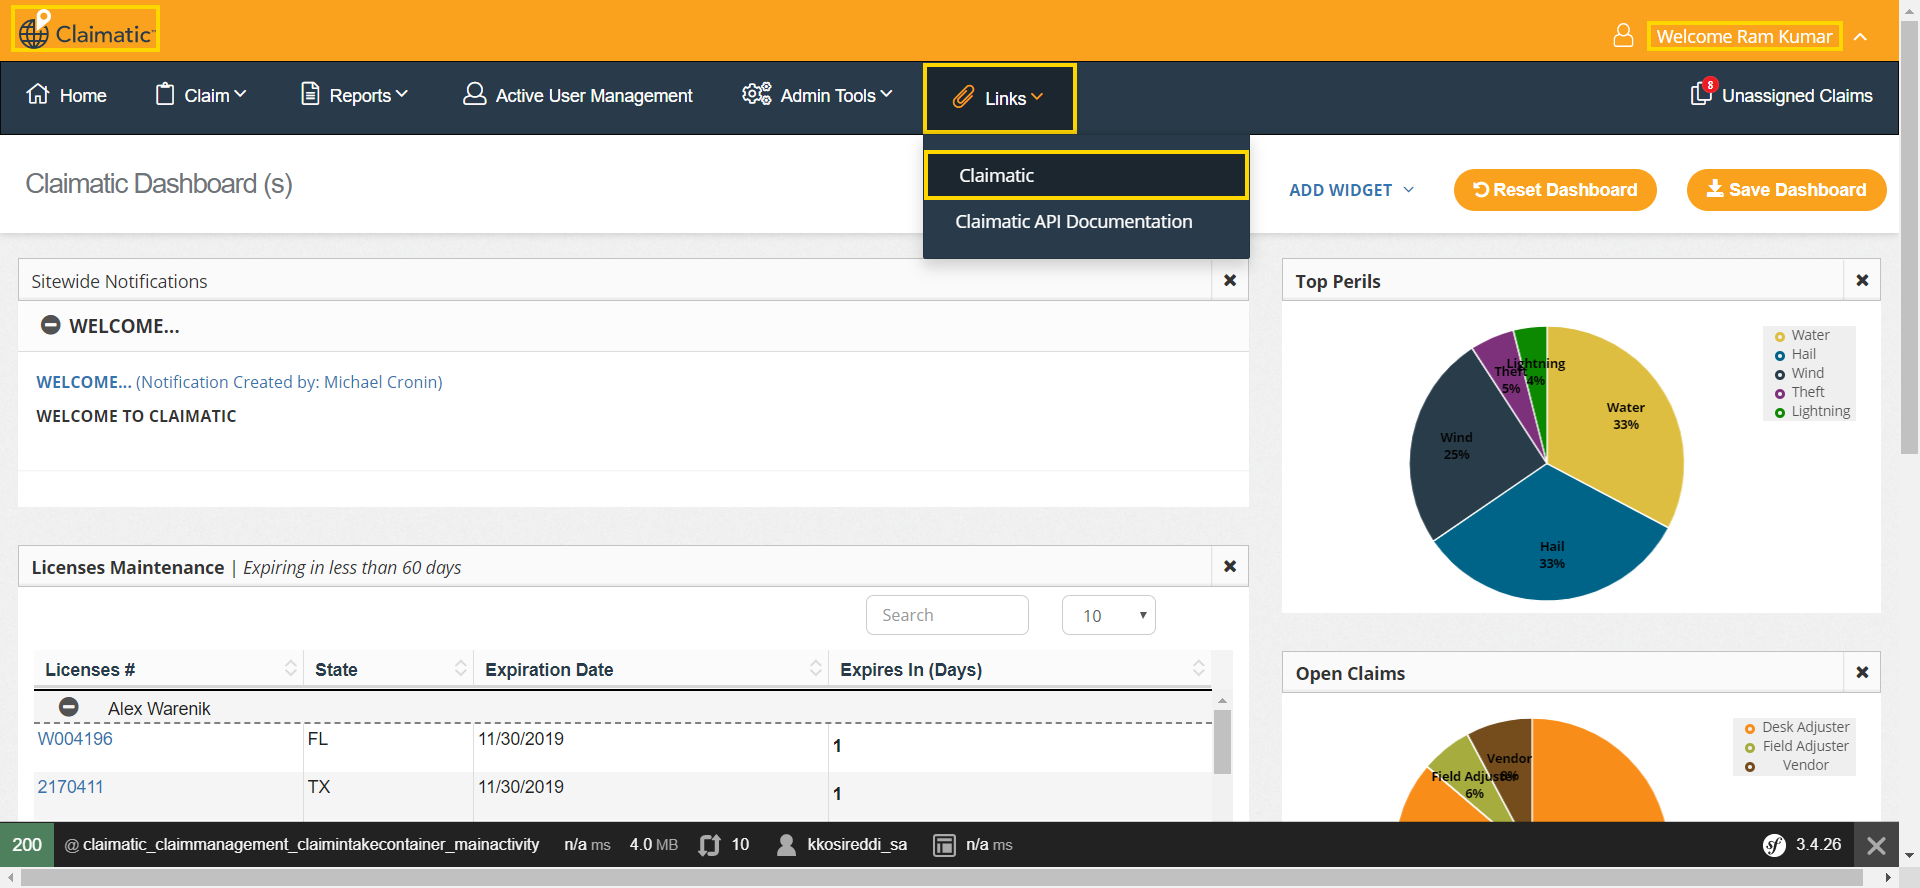 Claimatic
Welcome Ram Kumar
Home
Claim
Reports
Active User Management
Admin Tools
Links
8
Unassigned Claims
Claimatic Dashboard (s)
Claimatic
Claimatic API Documentation
ADD WIDGET
Reset Dashboard
Save Dashboard
Sitewide Notifications
WELCOME...
WELCOME... (Notification Created by: Michael Cronin)
WELCOME TO CLAIMATIC
Top Perils
Water
Hail
Wind
Theft
Lightning
Lightning
4%
Theft
5%
Water
33%
Wind
25%
Hail
33%
Licenses Maintenance | Expiring in less than 60 days
Search
10
Licenses # State Expiration Date Expires In (Days)
Alex Warenik
W004196 FL 11/30/2019 1
2170411 TX 11/30/2019 1
Open Claims
Desk Adjuster
Field Adjuster
Vendor
Vendor
Field Adjuster
6%
200 @ claimatic_claimmanagement_claimintakecontainer_mainactivity n/a ms 4.0 MB 10 kkosireddi_sa n/a ms sf 3.4.26